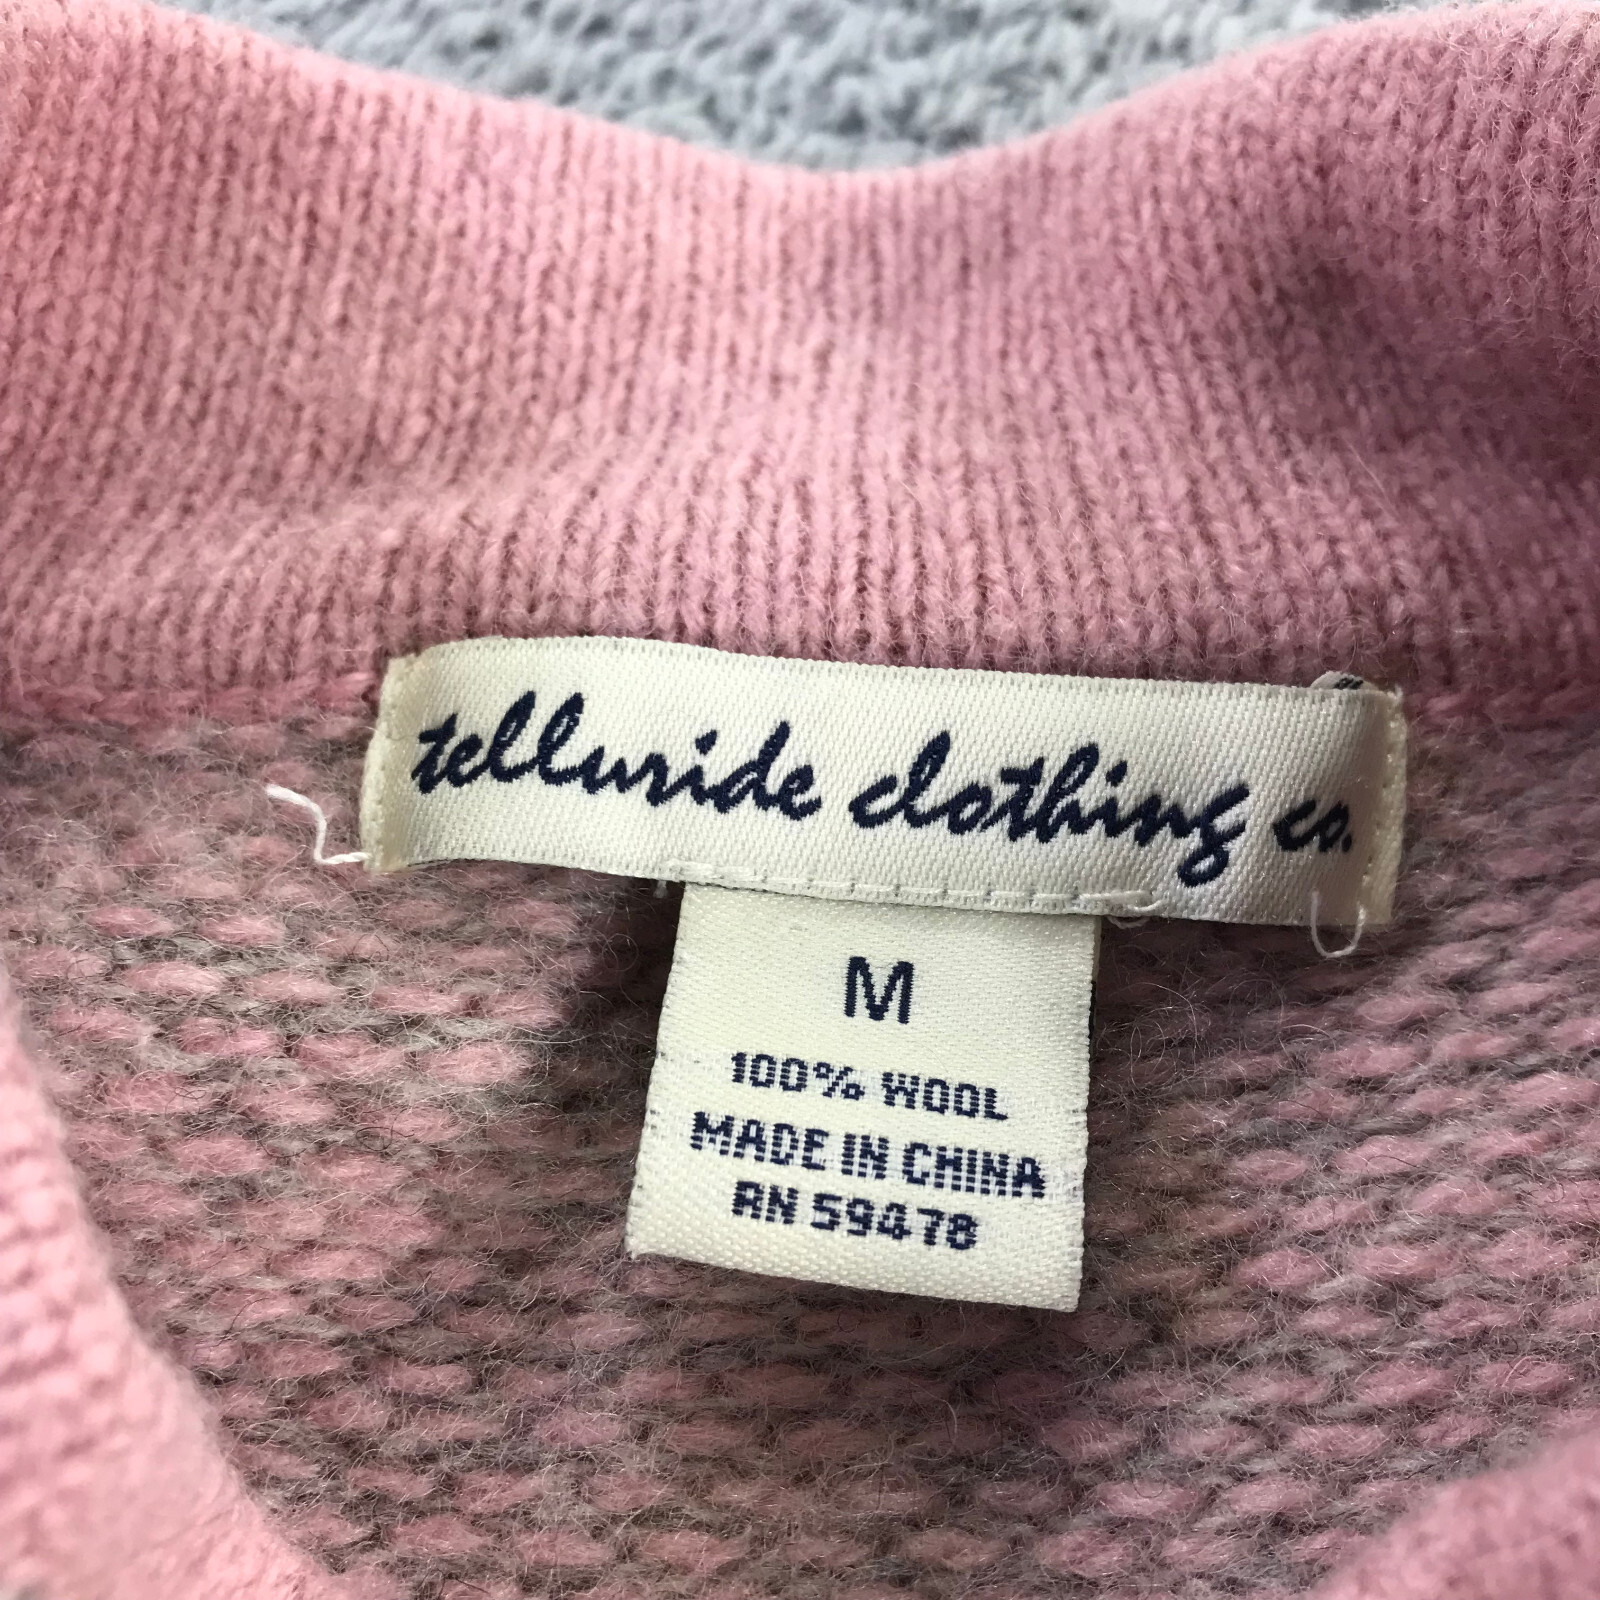 telluride clothing co.
M
100% WOOL
MADE IN CHINA
RN 59478